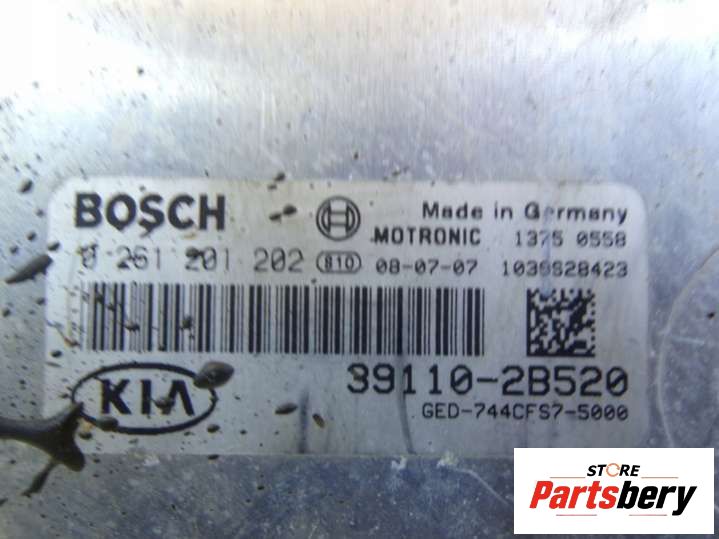 BOSCH Made in Germany
MOTRONIC 1375 0558
0 261 201 202 S10 08-07-07 1039S28423
KIA 39110-2B520
GED-744CFS7-5000
STORE
Partsbery